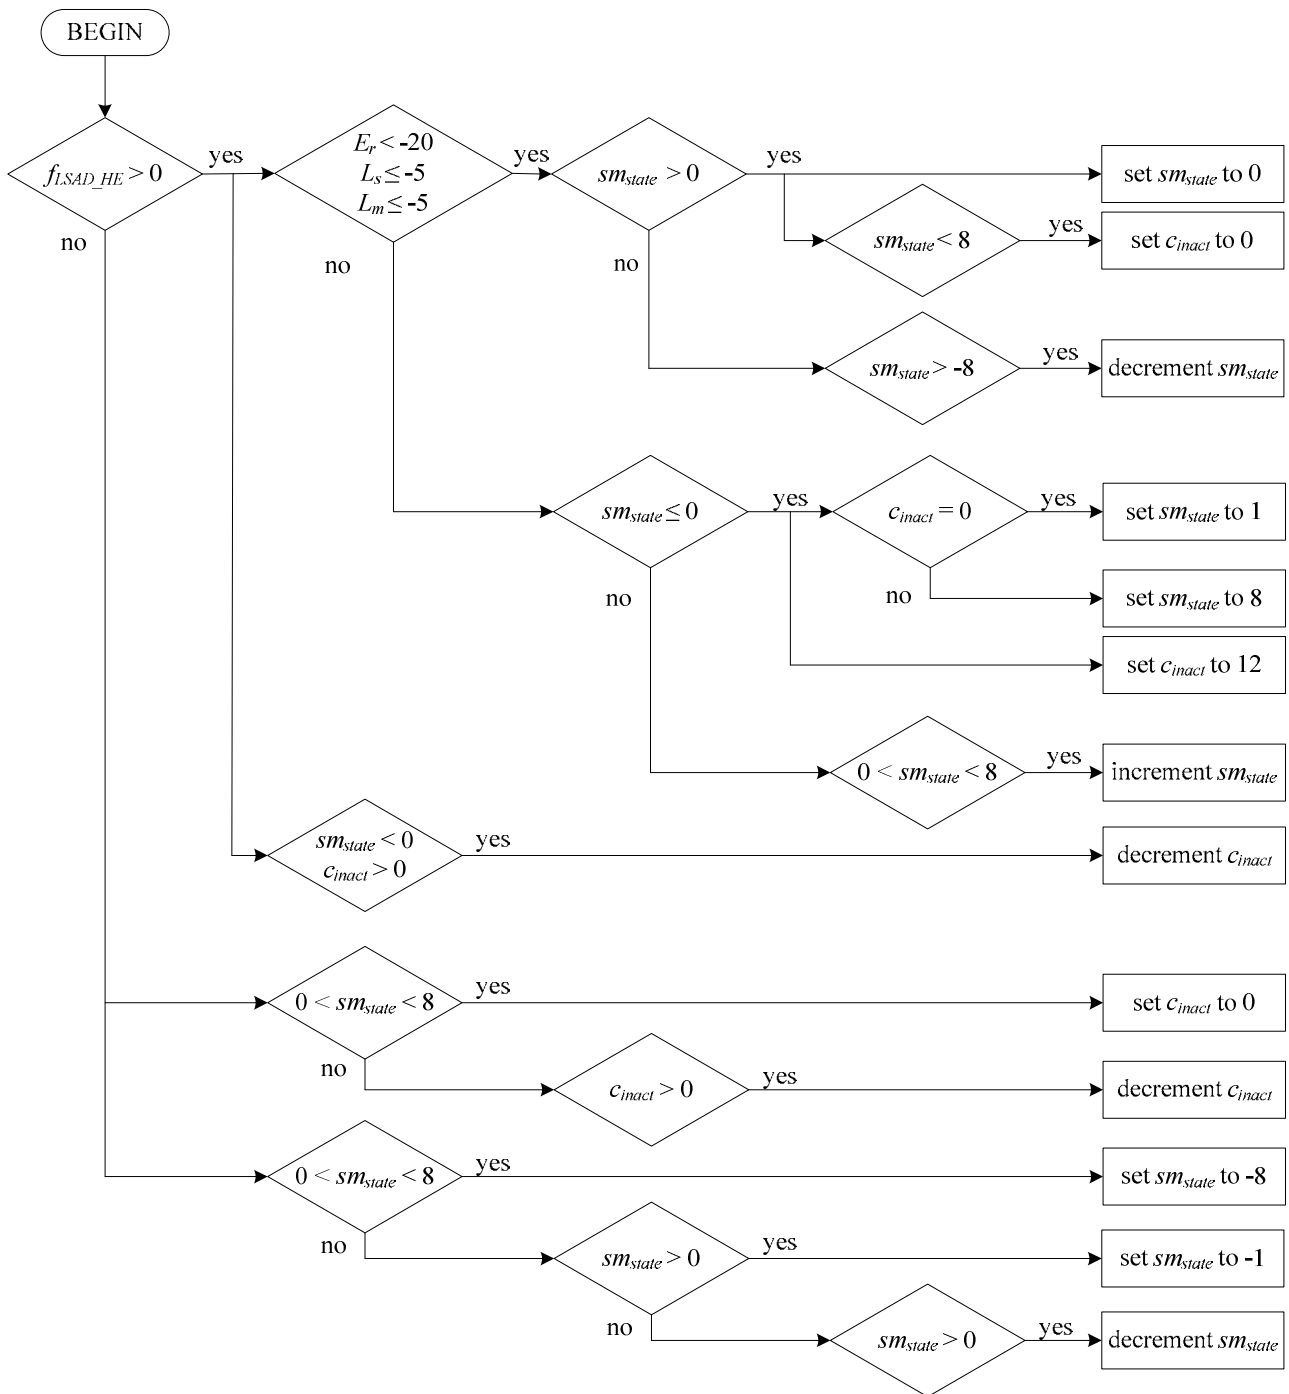 BEGIN
f_LSAD_HE > 0
yes
no
E_r < -20
L_s ≤ -5
L_m ≤ -5
yes
no
sm_state > 0
yes
no
set sm_state to 0
sm_state < 8
yes
set c_inact to 0
sm_state > -8
yes
decrement sm_state
sm_state ≤ 0
yes
no
c_inact = 0
yes
no
set sm_state to 1
set sm_state to 8
set c_inact to 12
0 < sm_state < 8
yes
increment sm_state
sm_state < 0
c_inact > 0
yes
decrement c_inact
0 < sm_state < 8
yes
no
set c_inact to 0
c_inact > 0
yes
decrement c_inact
0 < sm_state < 8
yes
no
set sm_state to -8
sm_state > 0
yes
no
set sm_state to -1
sm_state > 0
yes
decrement sm_state